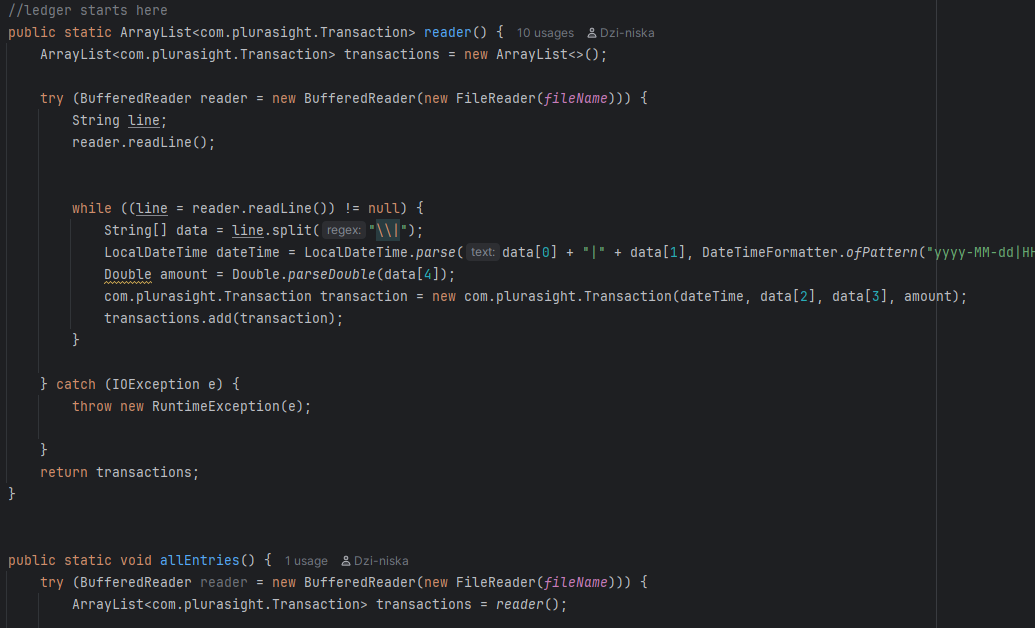 //ledger starts here
public static ArrayList<com.plurasight.Transaction> reader() { 10 usages Dzi-niska
ArrayList<com.plurasight.Transaction> transactions = new ArrayList<>();
try (BufferedReader reader = new BufferedReader(new FileReader(fileName))) {
String line;
reader.readLine();
while ((line = reader.readLine()) != null) {
String[] data = line.split( regex: "\\|");
LocalDateTime dateTime = LocalDateTime.parse( text: data[0] + "|" + data[1], DateTimeFormatter.ofPattern("yyyy-MM-dd|HH
Double amount = Double.parseDouble(data[4]);
com.plurasight.Transaction transaction = new com.plurasight.Transaction(dateTime, data[2], data[3], amount);
transactions.add(transaction);
}
} catch (IOException e) {
throw new RuntimeException(e);
}
return transactions;
}
public static void allEntries() { 1 usage Dzi-niska
try (BufferedReader reader = new BufferedReader(new FileReader(fileName))) {
ArrayList<com.plurasight.Transaction> transactions = reader();